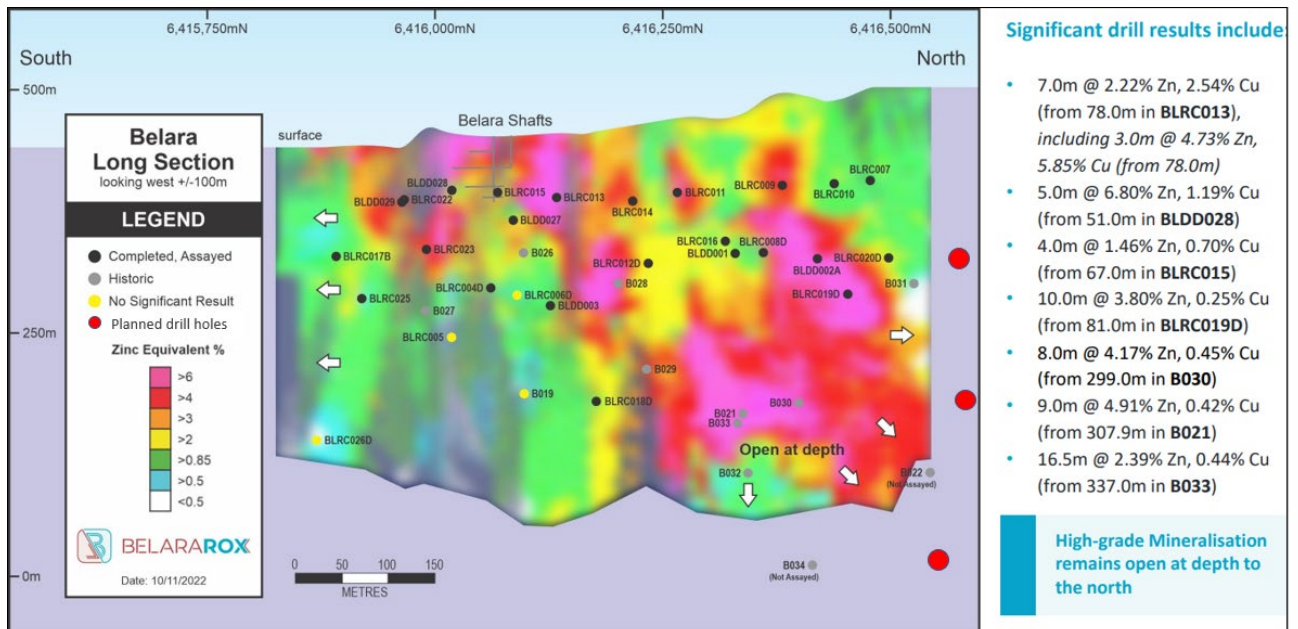 6,415,750mN
6,416,000mN
6,416,250mN
6,416,500mN
South
North
500m
250m
0m
Belara
Long Section
looking west +/-100m
LEGEND
Completed, Assayed
Historic
No Significant Result
Planned drill holes
Zinc Equivalent %
>6
>4
>3
>2
>0.85
>0.5
<0.5
BELARAROX
Date: 10/11/2022
surface
Belara Shafts
BLDD028
BLDD029
BLRC022
BLRC015
BLRC013
BLDD027
BLRC014
BLRC011
BLRC009
BLRC010
BLRC007
BLRC017B
BLRC023
B026
BLRC012D
BLRC016
BLDD001
BLRC008D
BLDD002A
BLRC020D
BLRC025
BLRC004D
BLRC006D
BLDD003
B028
BLRC019D
B031
B027
BLRC005
B029
B019
BLRC018D
B021
B033
B030
BLRC026D
Open at depth
B032
B022
(Not Assayed)
B034
(Not Assayed)
0 50 100 150
METRES
Significant drill results include:
• 7.0m @ 2.22% Zn, 2.54% Cu
(from 78.0m in BLRC013),
including 3.0m @ 4.73% Zn,
5.85% Cu (from 78.0m)
• 5.0m @ 6.80% Zn, 1.19% Cu
(from 51.0m in BLDD028)
• 4.0m @ 1.46% Zn, 0.70% Cu
(from 67.0m in BLRC015)
• 10.0m @ 3.80% Zn, 0.25% Cu
(from 81.0m in BLRC019D)
• 8.0m @ 4.17% Zn, 0.45% Cu
(from 299.0m in B030)
• 9.0m @ 4.91% Zn, 0.42% Cu
(from 307.9m in B021)
• 16.5m @ 2.39% Zn, 0.44% Cu
(from 337.0m in B033)
High-grade Mineralisation
remains open at depth to
the north